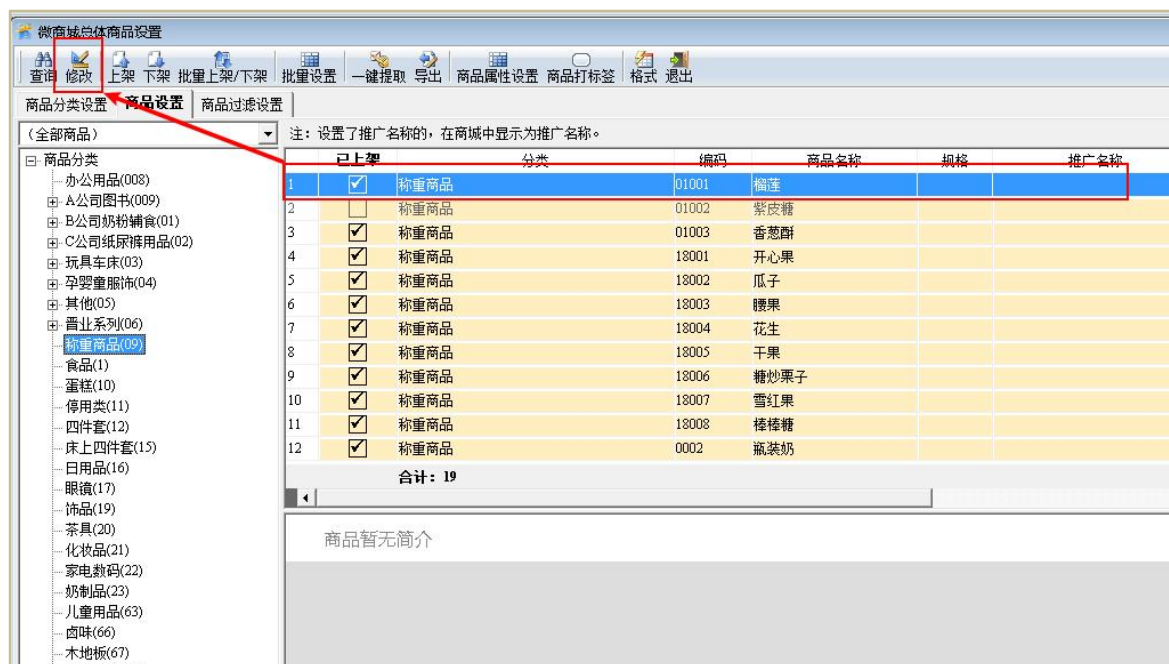 微商城总体商品设置
查询 修改 上架 下架 批量上架/下架 批量设置 一键提取 导出 商品属性设置 商品打标签 格式 退出
商品分类设置 商品设置 商品过滤设置
(全部商品)
注：设置了推广名称的，在商城中显示为推广名称。
商品分类
办公用品(008)
A公司图书(009)
B公司奶粉辅食(01)
C公司纸尿裤用品(02)
玩具车床(03)
孕婴童服饰(04)
其他(05)
晋业系列(06)
称重商品(09)
食品(1)
蛋糕(10)
停用类(11)
四件套(12)
床上四件套(15)
日用品(16)
眼镜(17)
饰品(19)
茶具(20)
化妆品(21)
家电数码(22)
奶制品(23)
儿童用品(63)
卤味(66)
木地板(67)
已上架 分类 编码 商品名称 规格 推广名称
1 称重商品 01001 榴莲
2 称重商品 01002 紫皮糖
3 称重商品 01003 香葱酥
4 称重商品 18001 开心果
5 称重商品 18002 瓜子
6 称重商品 18003 腰果
7 称重商品 18004 花生
8 称重商品 18005 干果
9 称重商品 18006 糖炒栗子
10 称重商品 18007 雪红果
11 称重商品 18008 棒棒糖
12 称重商品 0002 瓶装奶
合计：19
商品暂无简介